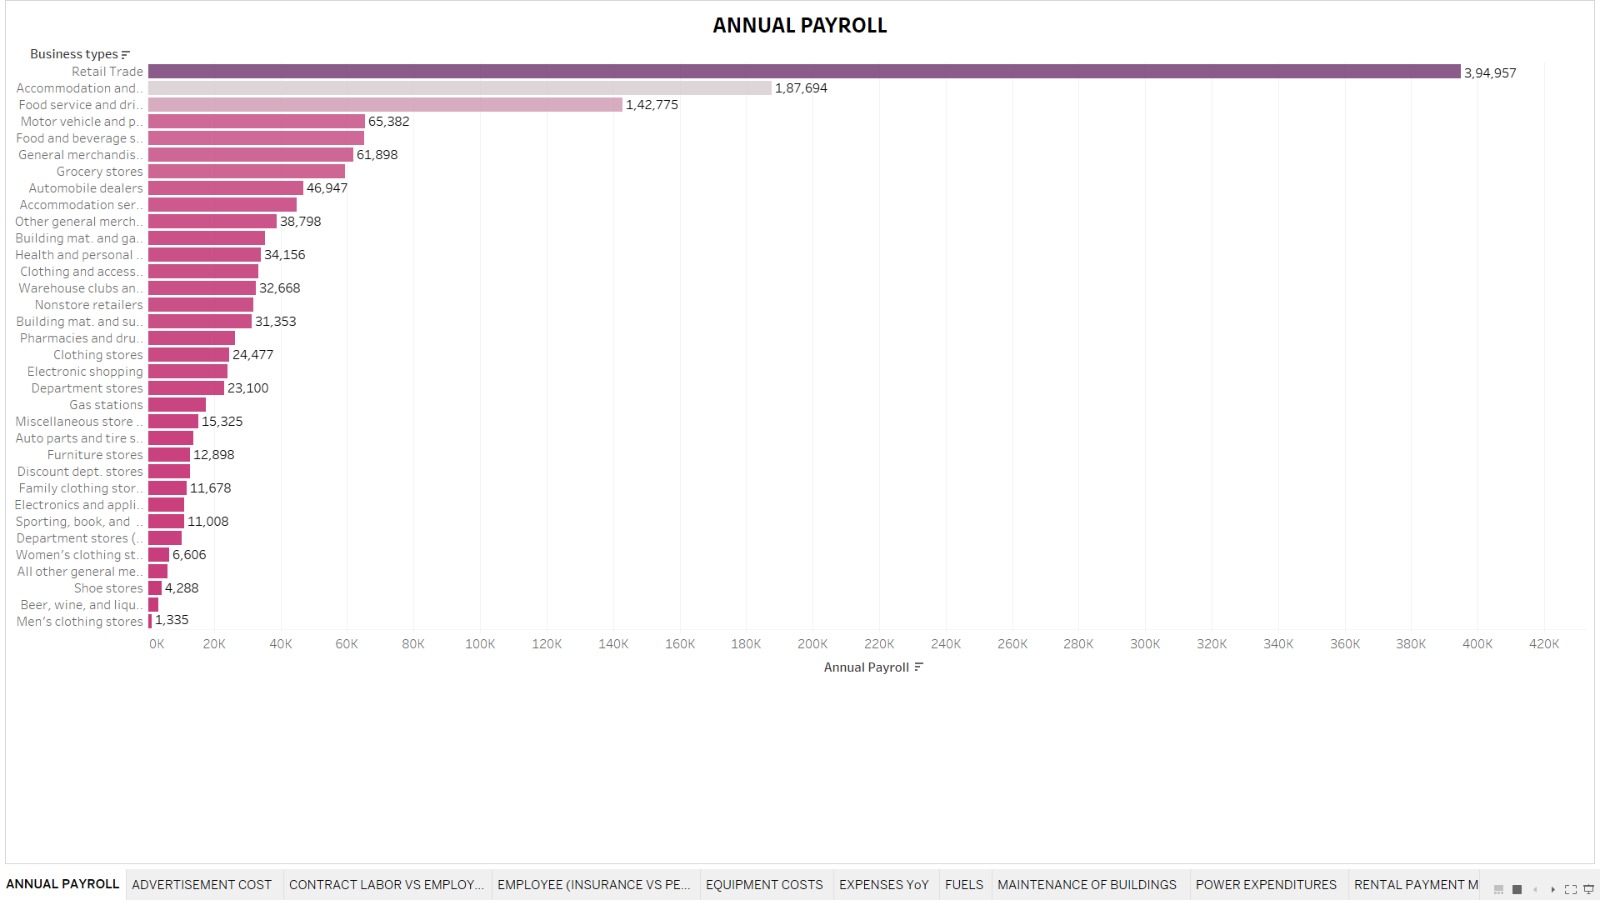 ANNUAL PAYROLL
Business types
Retail Trade 3,94,957
Accommodation and.. 1,87,694
Food service and dri.. 1,42,775
Motor vehicle and p.. 65,382
Food and beverage s..
General merchandis.. 61,898
Grocery stores
Automobile dealers 46,947
Accommodation ser..
Other general merch.. 38,798
Building mat. and ga..
Health and personal .. 34,156
Clothing and access..
Warehouse clubs an.. 32,668
Nonstore retailers
Building mat. and su.. 31,353
Pharmacies and dru..
Clothing stores 24,477
Electronic shopping
Department stores 23,100
Gas stations
Miscellaneous store .. 15,325
Auto parts and tire s..
Furniture stores 12,898
Discount dept. stores
Family clothing stor.. 11,678
Electronics and appli..
Sporting, book, and .. 11,008
Department stores (..
Women's clothing st.. 6,606
All other general me..
Shoe stores 4,288
Beer, wine, and liqu..
Men's clothing stores 1,335
0K 20K 40K 60K 80K 100K 120K 140K 160K 180K 200K 220K 240K 260K 280K 300K 320K 340K 360K 380K 400K 420K
Annual Payroll
ANNUAL PAYROLL ADVERTISEMENT COST CONTRACT LABOR VS EMPLOY... EMPLOYEE (INSURANCE VS PE... EQUIPMENT COSTS EXPENSES YoY FUELS MAINTENANCE OF BUILDINGS POWER EXPENDITURES RENTAL PAYMENT M